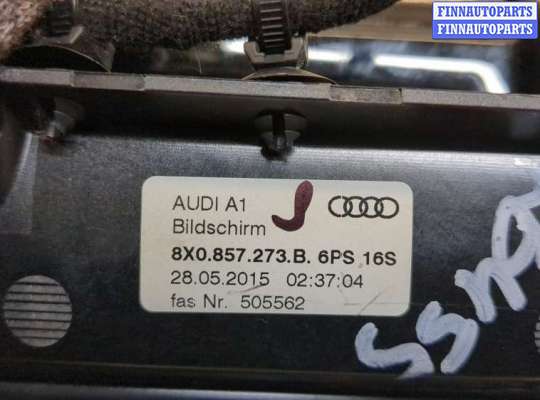 FINNAUTOPARTS
FINNAUTOPARTS
AUDI A1
Bildschirm
8X0.857.273.B. 6PS 16S
28.05.2015 02:37:04
fas Nr. 505562